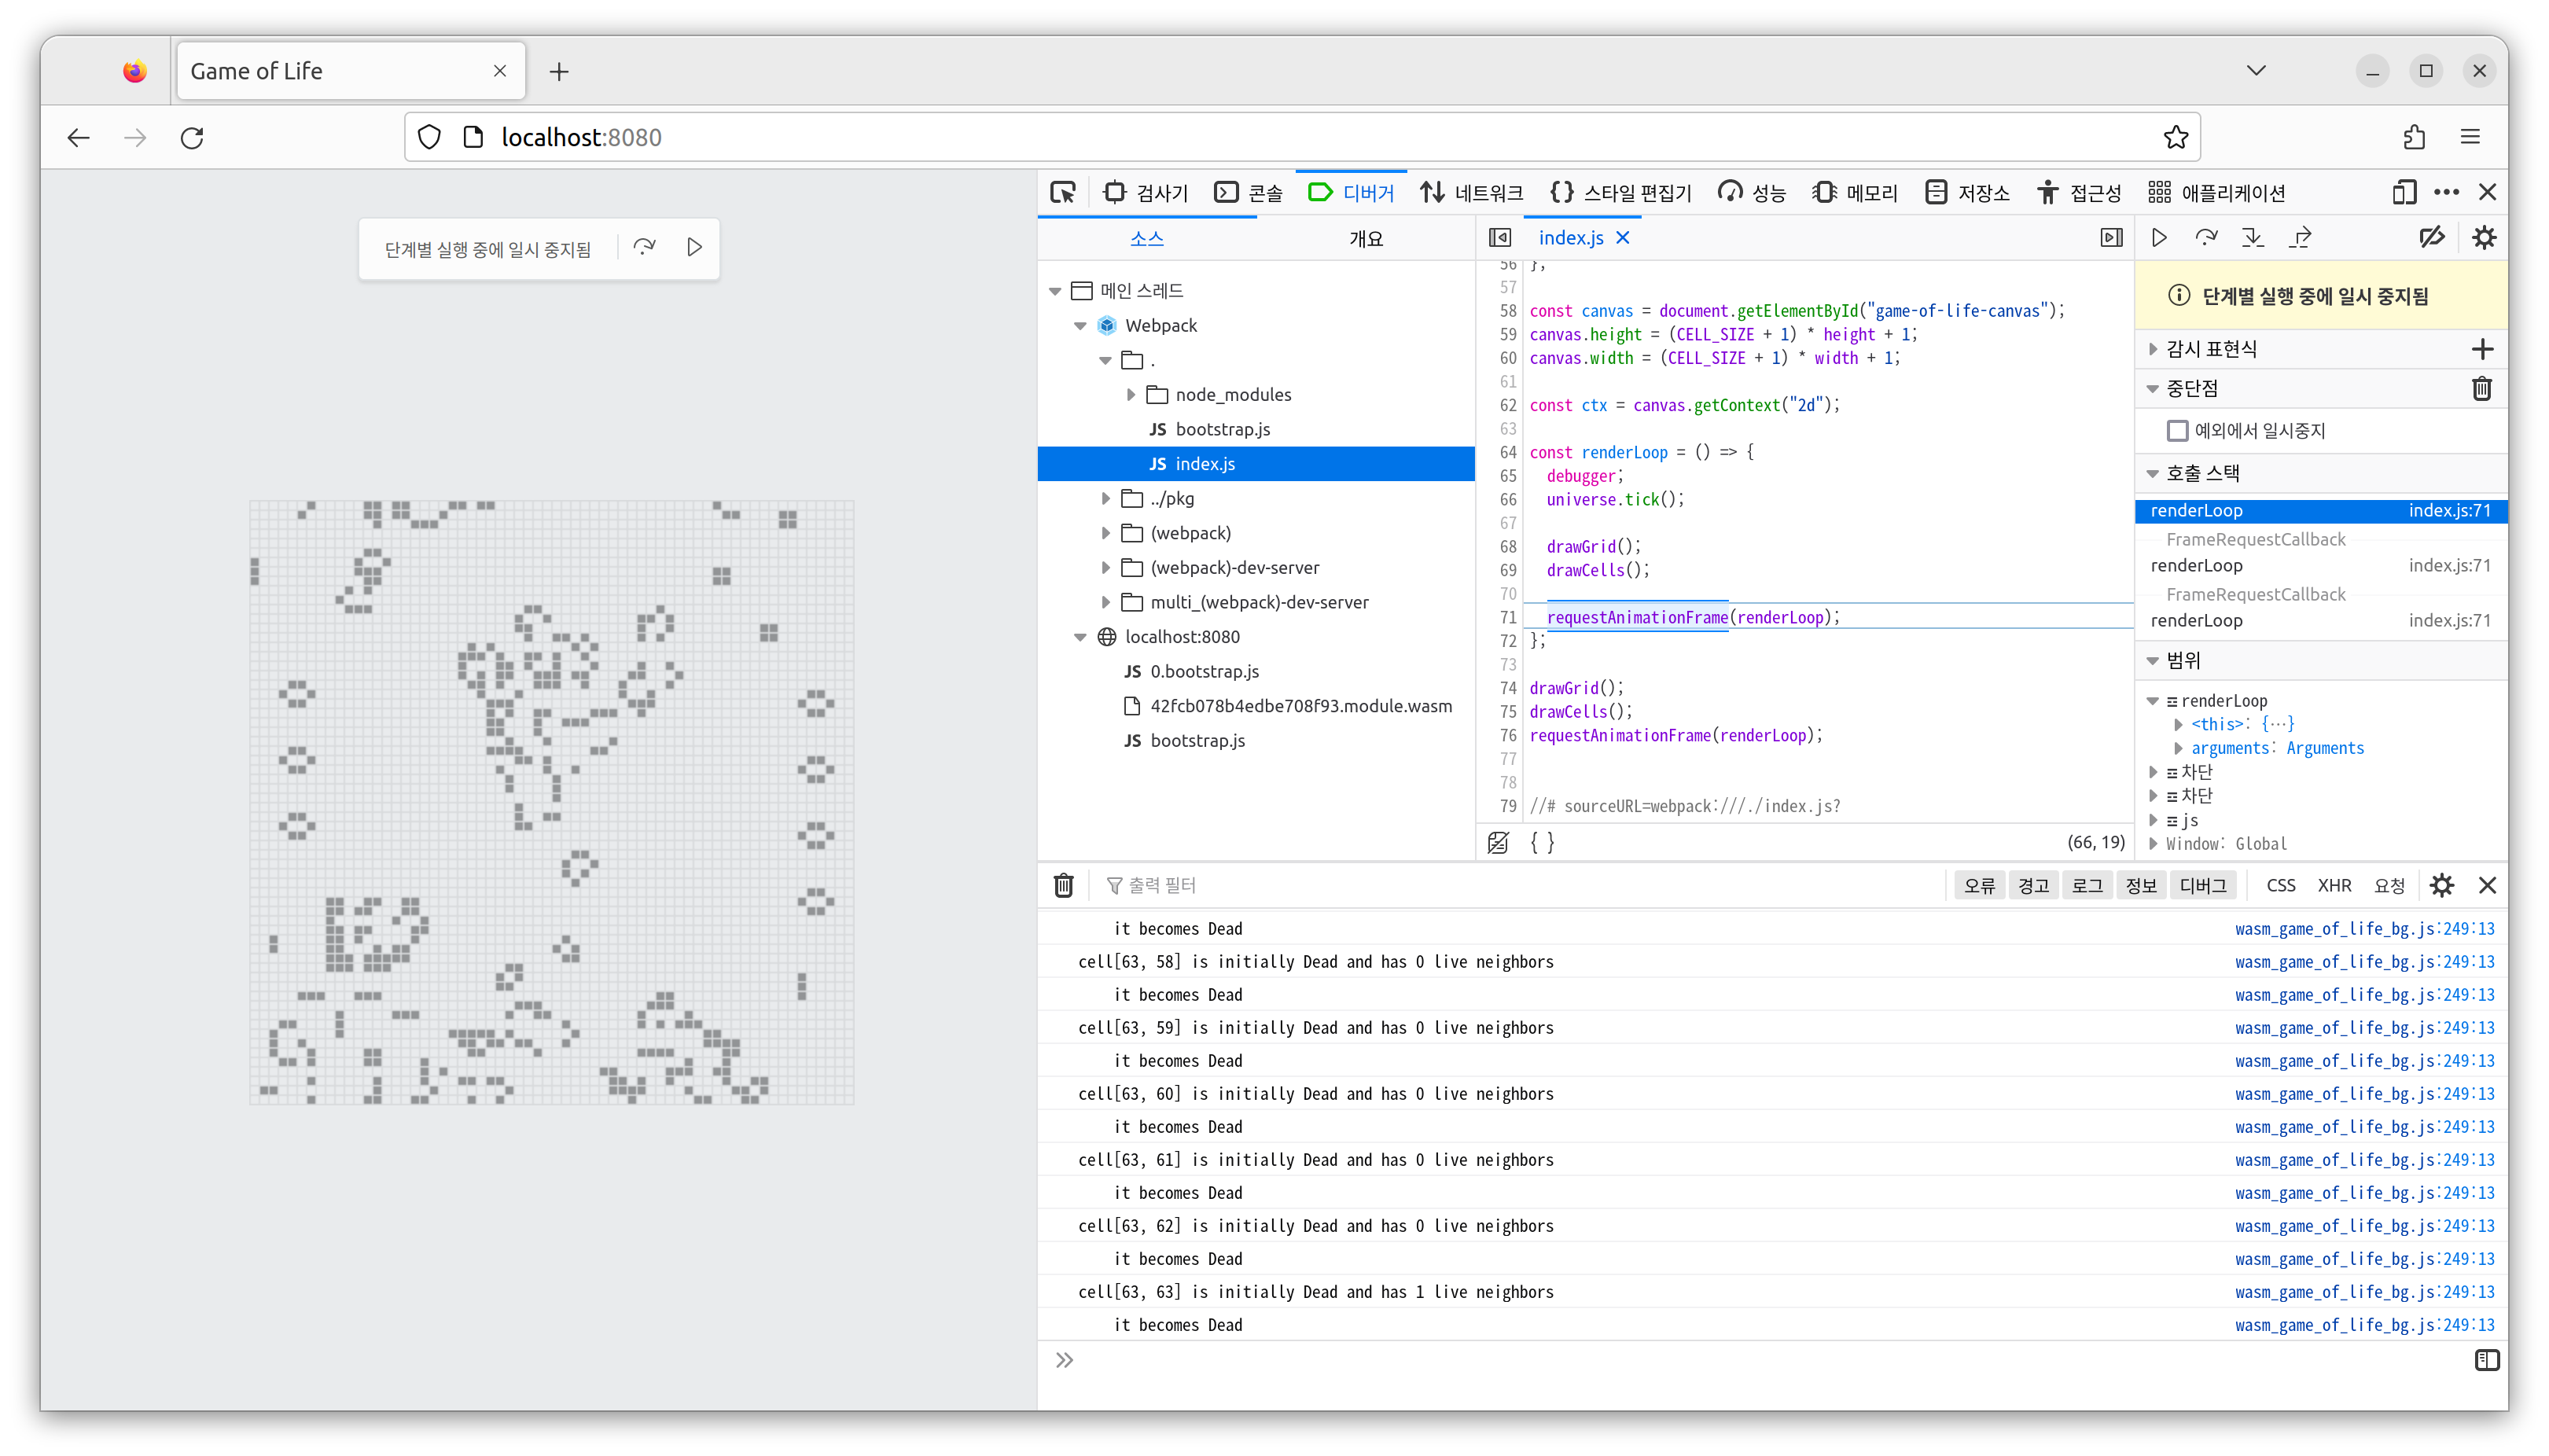 Game of Life
localhost:8080
단계별 실행 중에 일시 중지됨
검사기 콘솔 디버거 네트워크 스타일 편집기 성능 메모리 저장소 접근성 애플리케이션
소스 개요
메인 스레드
Webpack
.
node_modules
JS bootstrap.js
JS index.js
../pkg
(webpack)
(webpack)-dev-server
multi_(webpack)-dev-server
localhost:8080
JS 0.bootstrap.js
42fcb078b4edbe708f93.module.wasm
JS bootstrap.js
index.js
56 };
57
58 const canvas = document.getElementById("game-of-life-canvas");
59 canvas.height = (CELL_SIZE + 1) * height + 1;
60 canvas.width = (CELL_SIZE + 1) * width + 1;
61
62 const ctx = canvas.getContext("2d");
63
64 const renderLoop = () => {
65 debugger;
66 universe.tick();
67
68 drawGrid();
69 drawCells();
70
71 requestAnimationFrame(renderLoop);
72 };
73
74 drawGrid();
75 drawCells();
76 requestAnimationFrame(renderLoop);
77
78
79 //# sourceURL=webpack:///./index.js?
{ } (66, 19)
단계별 실행 중에 일시 중지됨
감시 표현식
중단점
예외에서 일시중지
호출 스택
renderLoop index.js:71
FrameRequestCallback
renderLoop index.js:71
FrameRequestCallback
renderLoop index.js:71
범위
renderLoop
<this>: {…}
arguments: Arguments
차단
차단
js
Window: Global
출력 필터 오류 경고 로그 정보 디버그 CSS XHR 요청
it becomes Dead wasm_game_of_life_bg.js:249:13
cell[63, 58] is initially Dead and has 0 live neighbors wasm_game_of_life_bg.js:249:13
it becomes Dead wasm_game_of_life_bg.js:249:13
cell[63, 59] is initially Dead and has 0 live neighbors wasm_game_of_life_bg.js:249:13
it becomes Dead wasm_game_of_life_bg.js:249:13
cell[63, 60] is initially Dead and has 0 live neighbors wasm_game_of_life_bg.js:249:13
it becomes Dead wasm_game_of_life_bg.js:249:13
cell[63, 61] is initially Dead and has 0 live neighbors wasm_game_of_life_bg.js:249:13
it becomes Dead wasm_game_of_life_bg.js:249:13
cell[63, 62] is initially Dead and has 0 live neighbors wasm_game_of_life_bg.js:249:13
it becomes Dead wasm_game_of_life_bg.js:249:13
cell[63, 63] is initially Dead and has 1 live neighbors wasm_game_of_life_bg.js:249:13
it becomes Dead wasm_game_of_life_bg.js:249:13